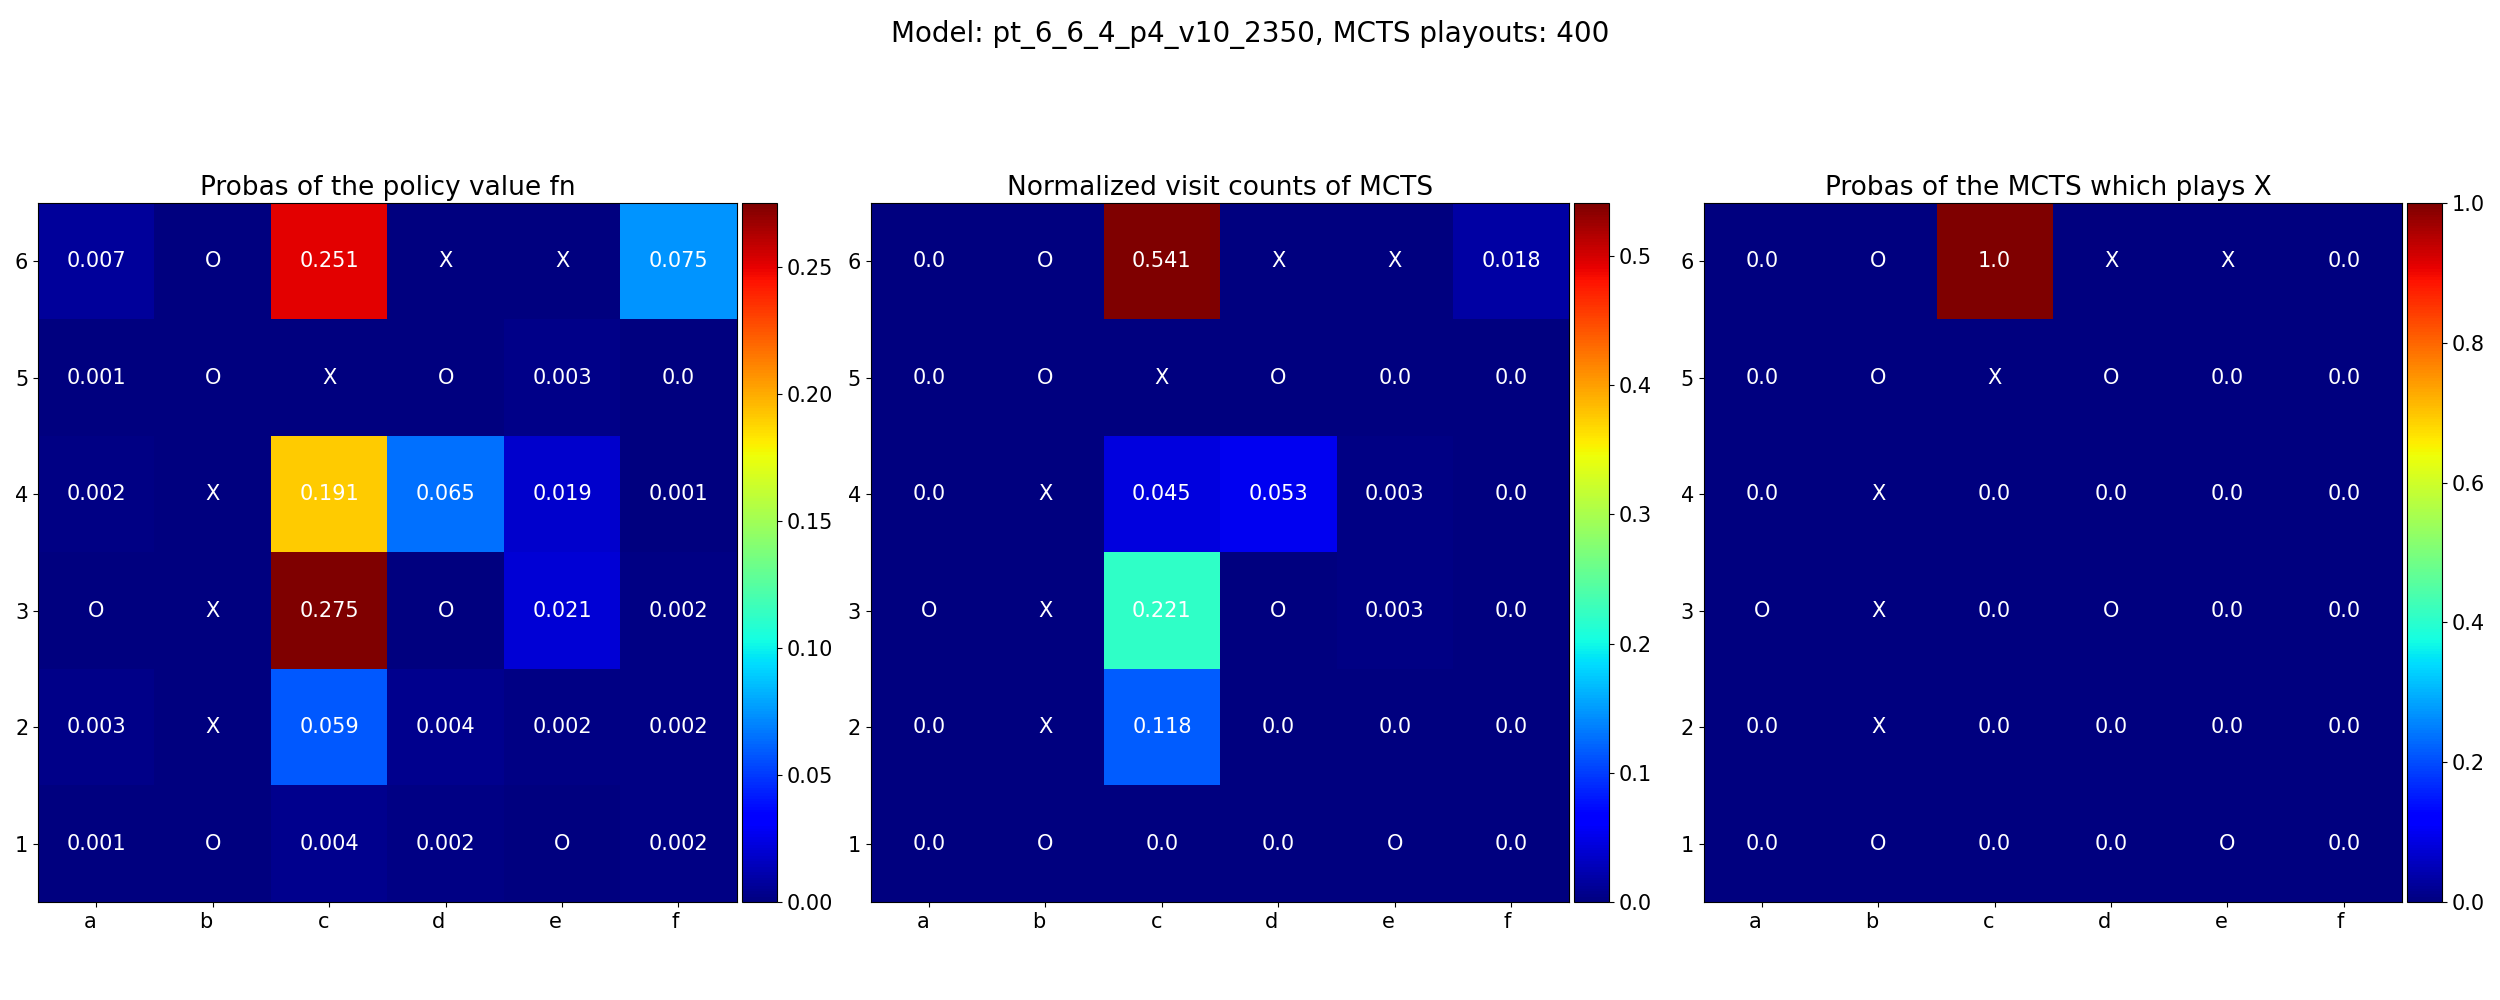 Model: pt_6_6_4_p4_v10_2350, MCTS playouts: 400
Probas of the policy value fn
6 0.007 O 0.251 X X 0.075
5 0.001 O X O 0.003 0.0
4 0.002 X 0.191 0.065 0.019 0.001
3 O X 0.275 O 0.021 0.002
2 0.003 X 0.059 0.004 0.002 0.002
1 0.001 O 0.004 0.002 O 0.002
a b c d e f
0.25
0.20
0.15
0.10
0.05
0.00
Normalized visit counts of MCTS
6 0.0 O 0.541 X X 0.018
5 0.0 O X O 0.0 0.0
4 0.0 X 0.045 0.053 0.003 0.0
3 O X 0.221 O 0.003 0.0
2 0.0 X 0.118 0.0 0.0 0.0
1 0.0 O 0.0 0.0 O 0.0
a b c d e f
0.5
0.4
0.3
0.2
0.1
0.0
Probas of the MCTS which plays X
6 0.0 O 1.0 X X 0.0
5 0.0 O X O 0.0 0.0
4 0.0 X 0.0 0.0 0.0 0.0
3 O X 0.0 O 0.0 0.0
2 0.0 X 0.0 0.0 0.0 0.0
1 0.0 O 0.0 0.0 O 0.0
a b c d e f
1.0
0.8
0.6
0.4
0.2
0.0